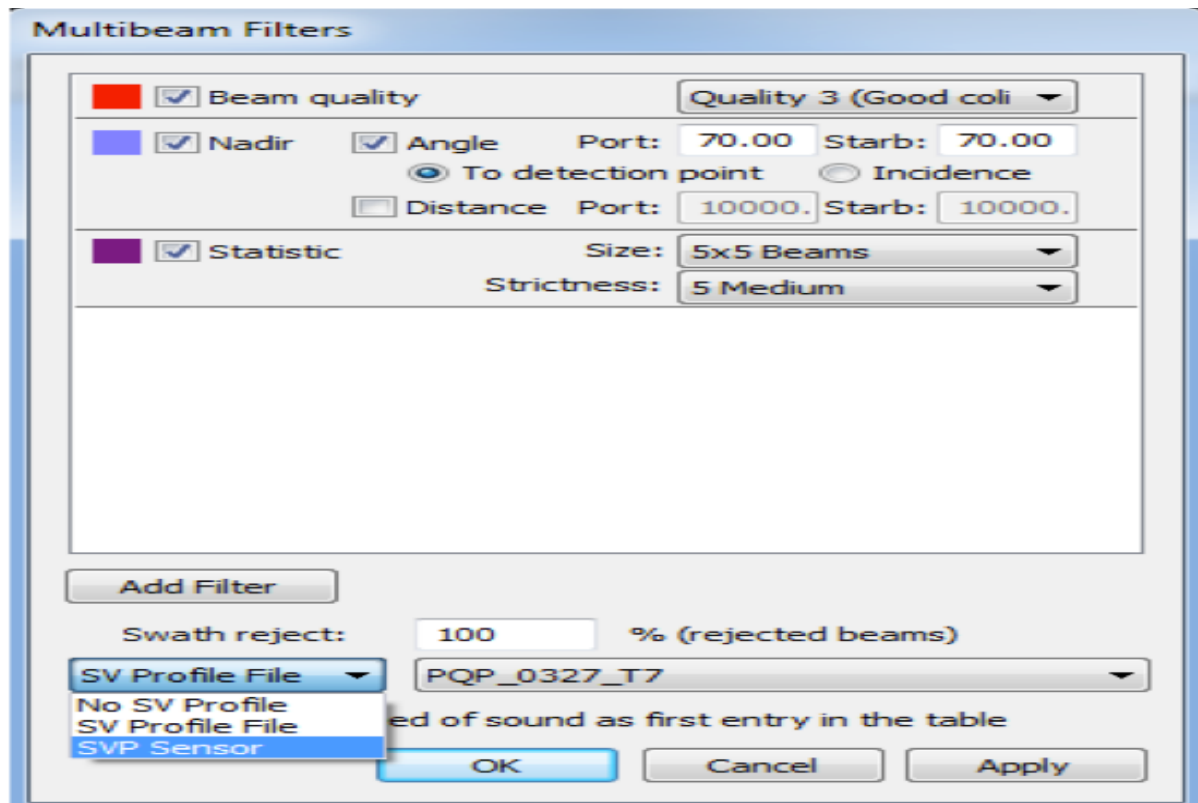 Multibeam Filters
Beam quality Quality 3 (Good coli
Nadir Angle Port: 70.00 Starb: 70.00
To detection point Incidence
Distance Port: 10000. Starb: 10000.
Statistic Size: 5x5 Beams
Strictness: 5 Medium
Add Filter
Swath reject: 100 % (rejected beams)
SV Profile File PQP_0327_T7
No SV Profile
SV Profile File ed of sound as first entry in the table
SVP Sensor
OK Cancel Apply